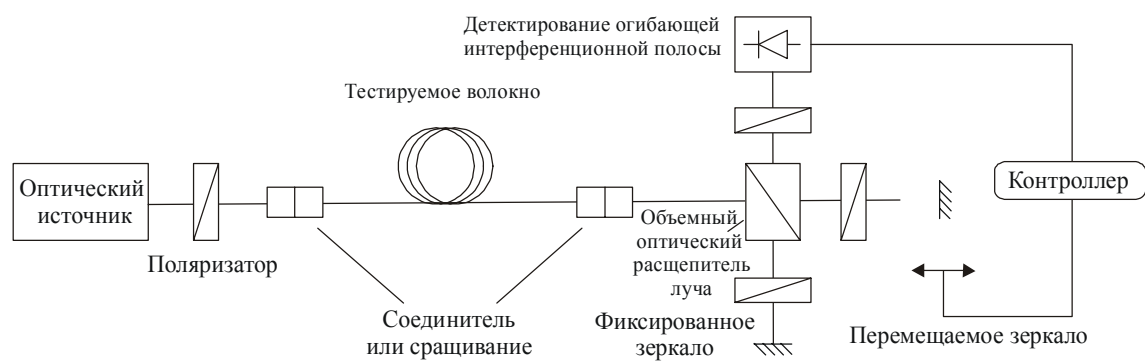 Детектирование огибающей
интерференционной полосы
Тестируемое волокно
Оптический
источник
Контроллер
Объемный
оптический
расщепитель
луча
Поляризатор
Соединитель
или сращивание
Фиксированное
зеркало
Перемещаемое зеркало